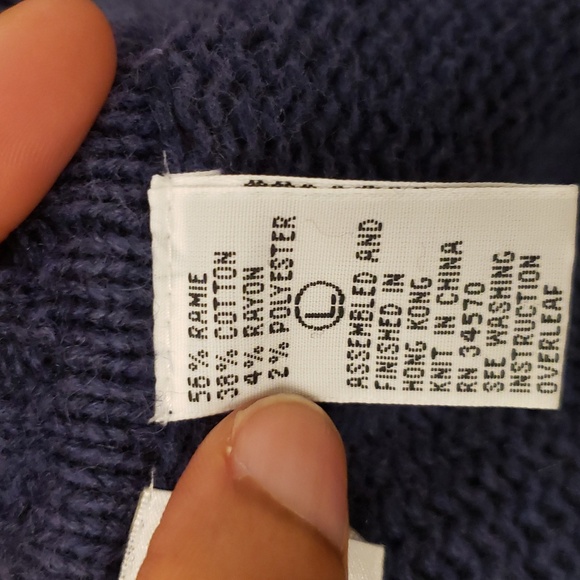 56% RAMIE
38% COTTON
4% RAYON
2% POLYESTER
L
ASSEMBLED AND
FINISHED IN
HONG KONG
KNT IN CHINA
RN 34570
SEE WASHING
INSTRUCTION
OVERLEAF